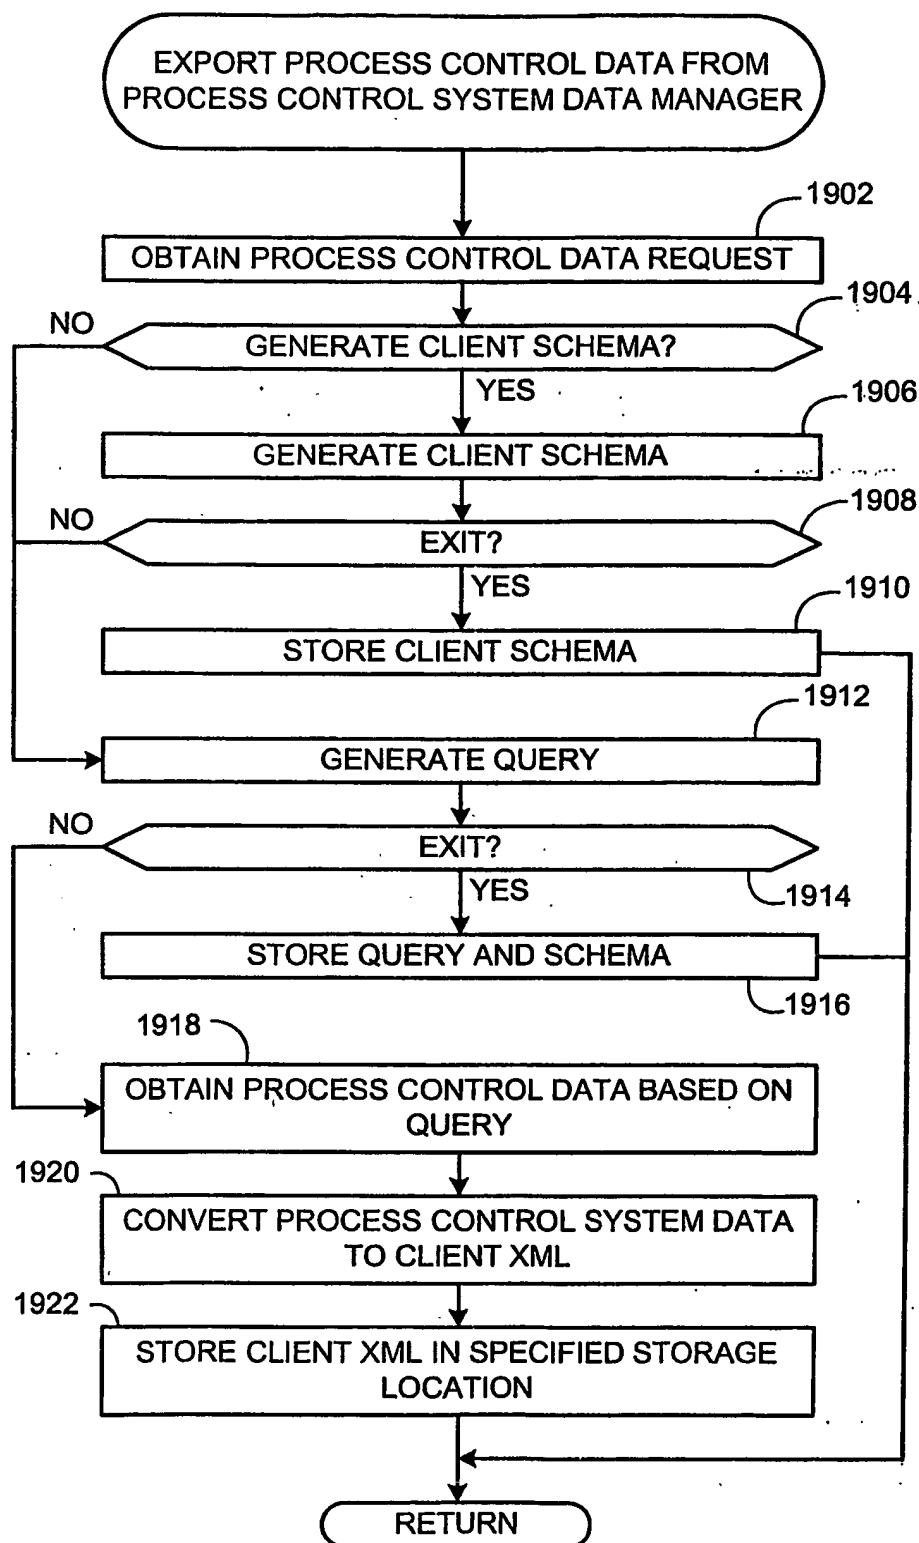 EXPORT PROCESS CONTROL DATA FROM
PROCESS CONTROL SYSTEM DATA MANAGER
1902
OBTAIN PROCESS CONTROL DATA REQUEST
1904
NO
GENERATE CLIENT SCHEMA?
YES
1906
GENERATE CLIENT SCHEMA
1908
NO
EXIT?
YES
1910
STORE CLIENT SCHEMA
1912
GENERATE QUERY
NO
EXIT?
YES
1914
STORE QUERY AND SCHEMA
1916
1918
OBTAIN PROCESS CONTROL DATA BASED ON
QUERY
1920
CONVERT PROCESS CONTROL SYSTEM DATA
TO CLIENT XML
1922
STORE CLIENT XML IN SPECIFIED STORAGE
LOCATION
RETURN